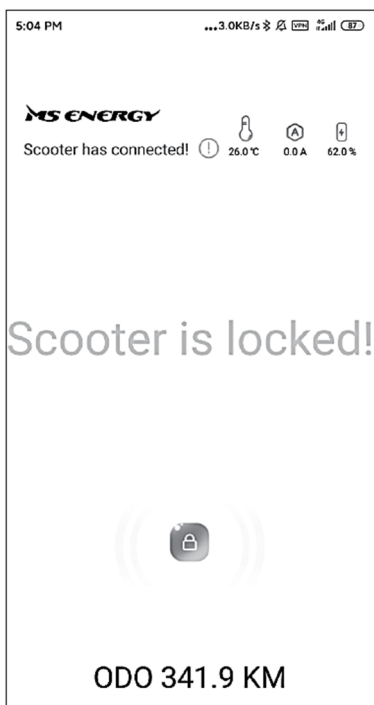 5:04 PM ...3.0KB/s VPN 4G 87
MS ENERGY
Scooter has connected! 26.0℃ 0.0 A 62.0 %
Scooter is locked!
ODO 341.9 KM